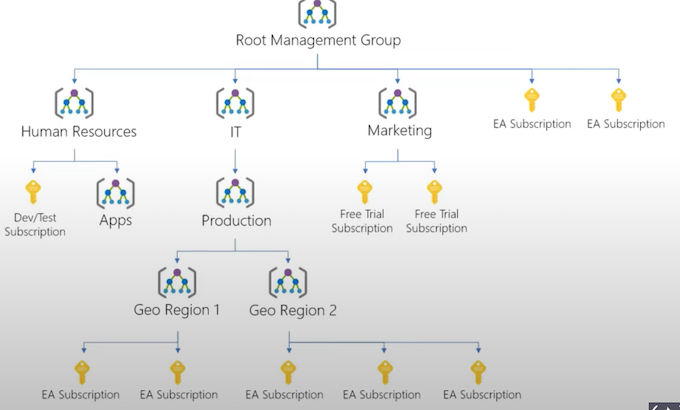 Root Management Group
Human Resources
IT
Marketing
EA Subscription
EA Subscription
Dev/Test
Subscription
Apps
Production
Free Trial
Subscription
Free Trial
Subscription
Geo Region 1
Geo Region 2
EA Subscription
EA Subscription
EA Subscription
EA Subscription
EA Subscription